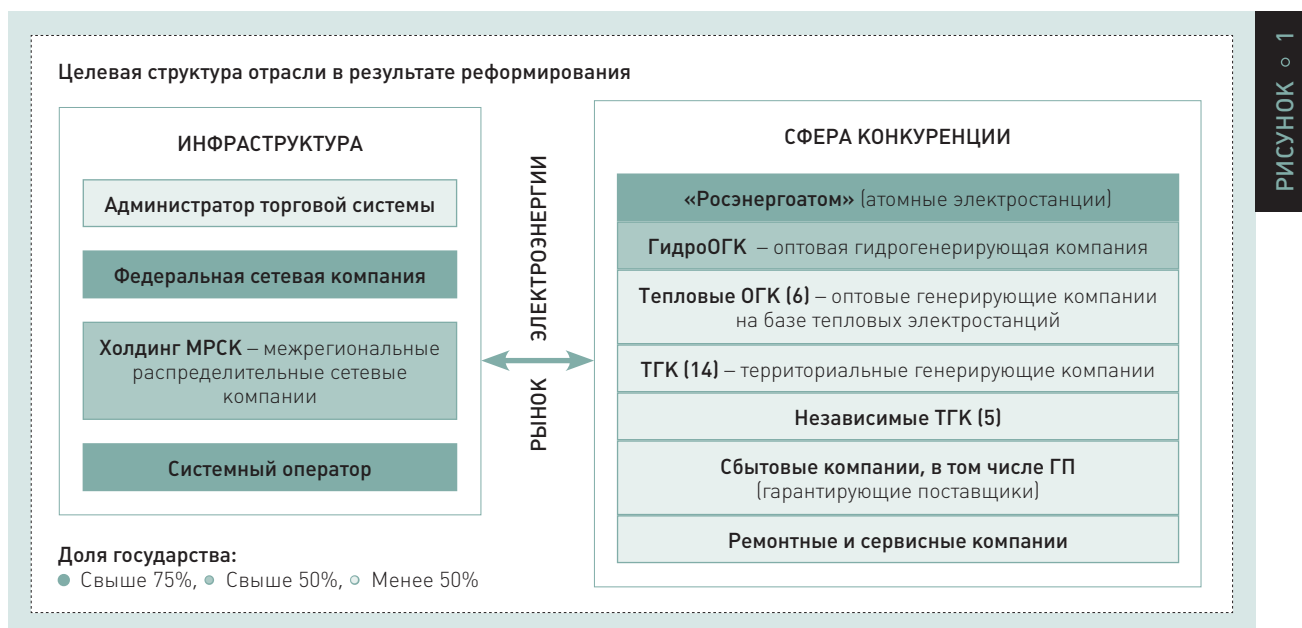 РИСУНОК ◦ 1
Целевая структура отрасли в результате реформирования
ИНФРАСТРУКТУРА
Администратор торговой системы
Федеральная сетевая компания
Холдинг МРСК – межрегиональные
распределительные сетевые
компании
Системный оператор
РЫНОК ЭЛЕКТРОЭНЕРГИИ
СФЕРА КОНКУРЕНЦИИ
«Росэнергоатом» (атомные электростанции)
ГидроОГК – оптовая гидрогенерирующая компания
Тепловые ОГК (6) – оптовые генерирующие компании
на базе тепловых электростанций
ТГК (14) – территориальные генерирующие компании
Независимые ТГК (5)
Сбытовые компании, в том числе ГП
(гарантирующие поставщики)
Ремонтные и сервисные компании
Доля государства:
Свыше 75%, Свыше 50%, Менее 50%